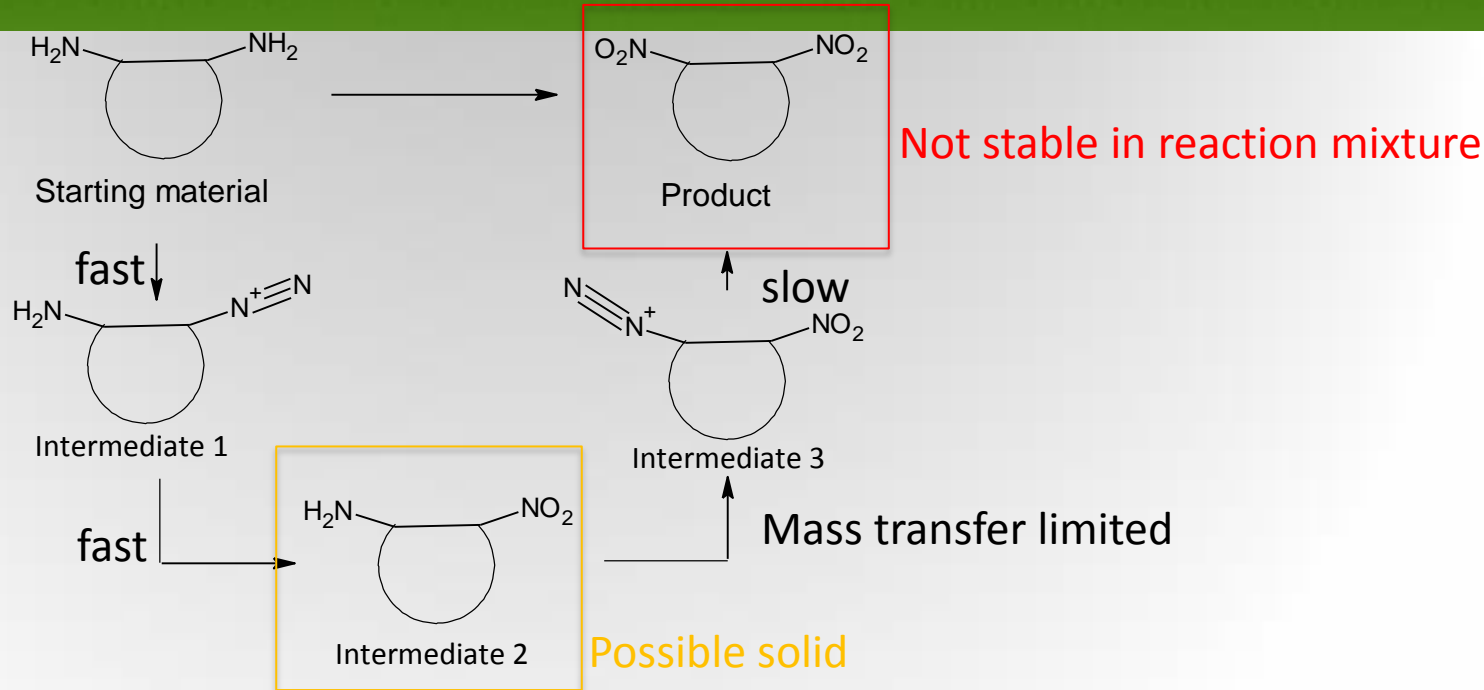 H₂N NH₂
O₂N NO₂
Not stable in reaction mixture
Starting material
Product
fast
slow
H₂N N⁺ N
N N⁺ NO₂
Intermediate 1
Intermediate 3
H₂N NO₂
Mass transfer limited
fast
Intermediate 2
Possible solid